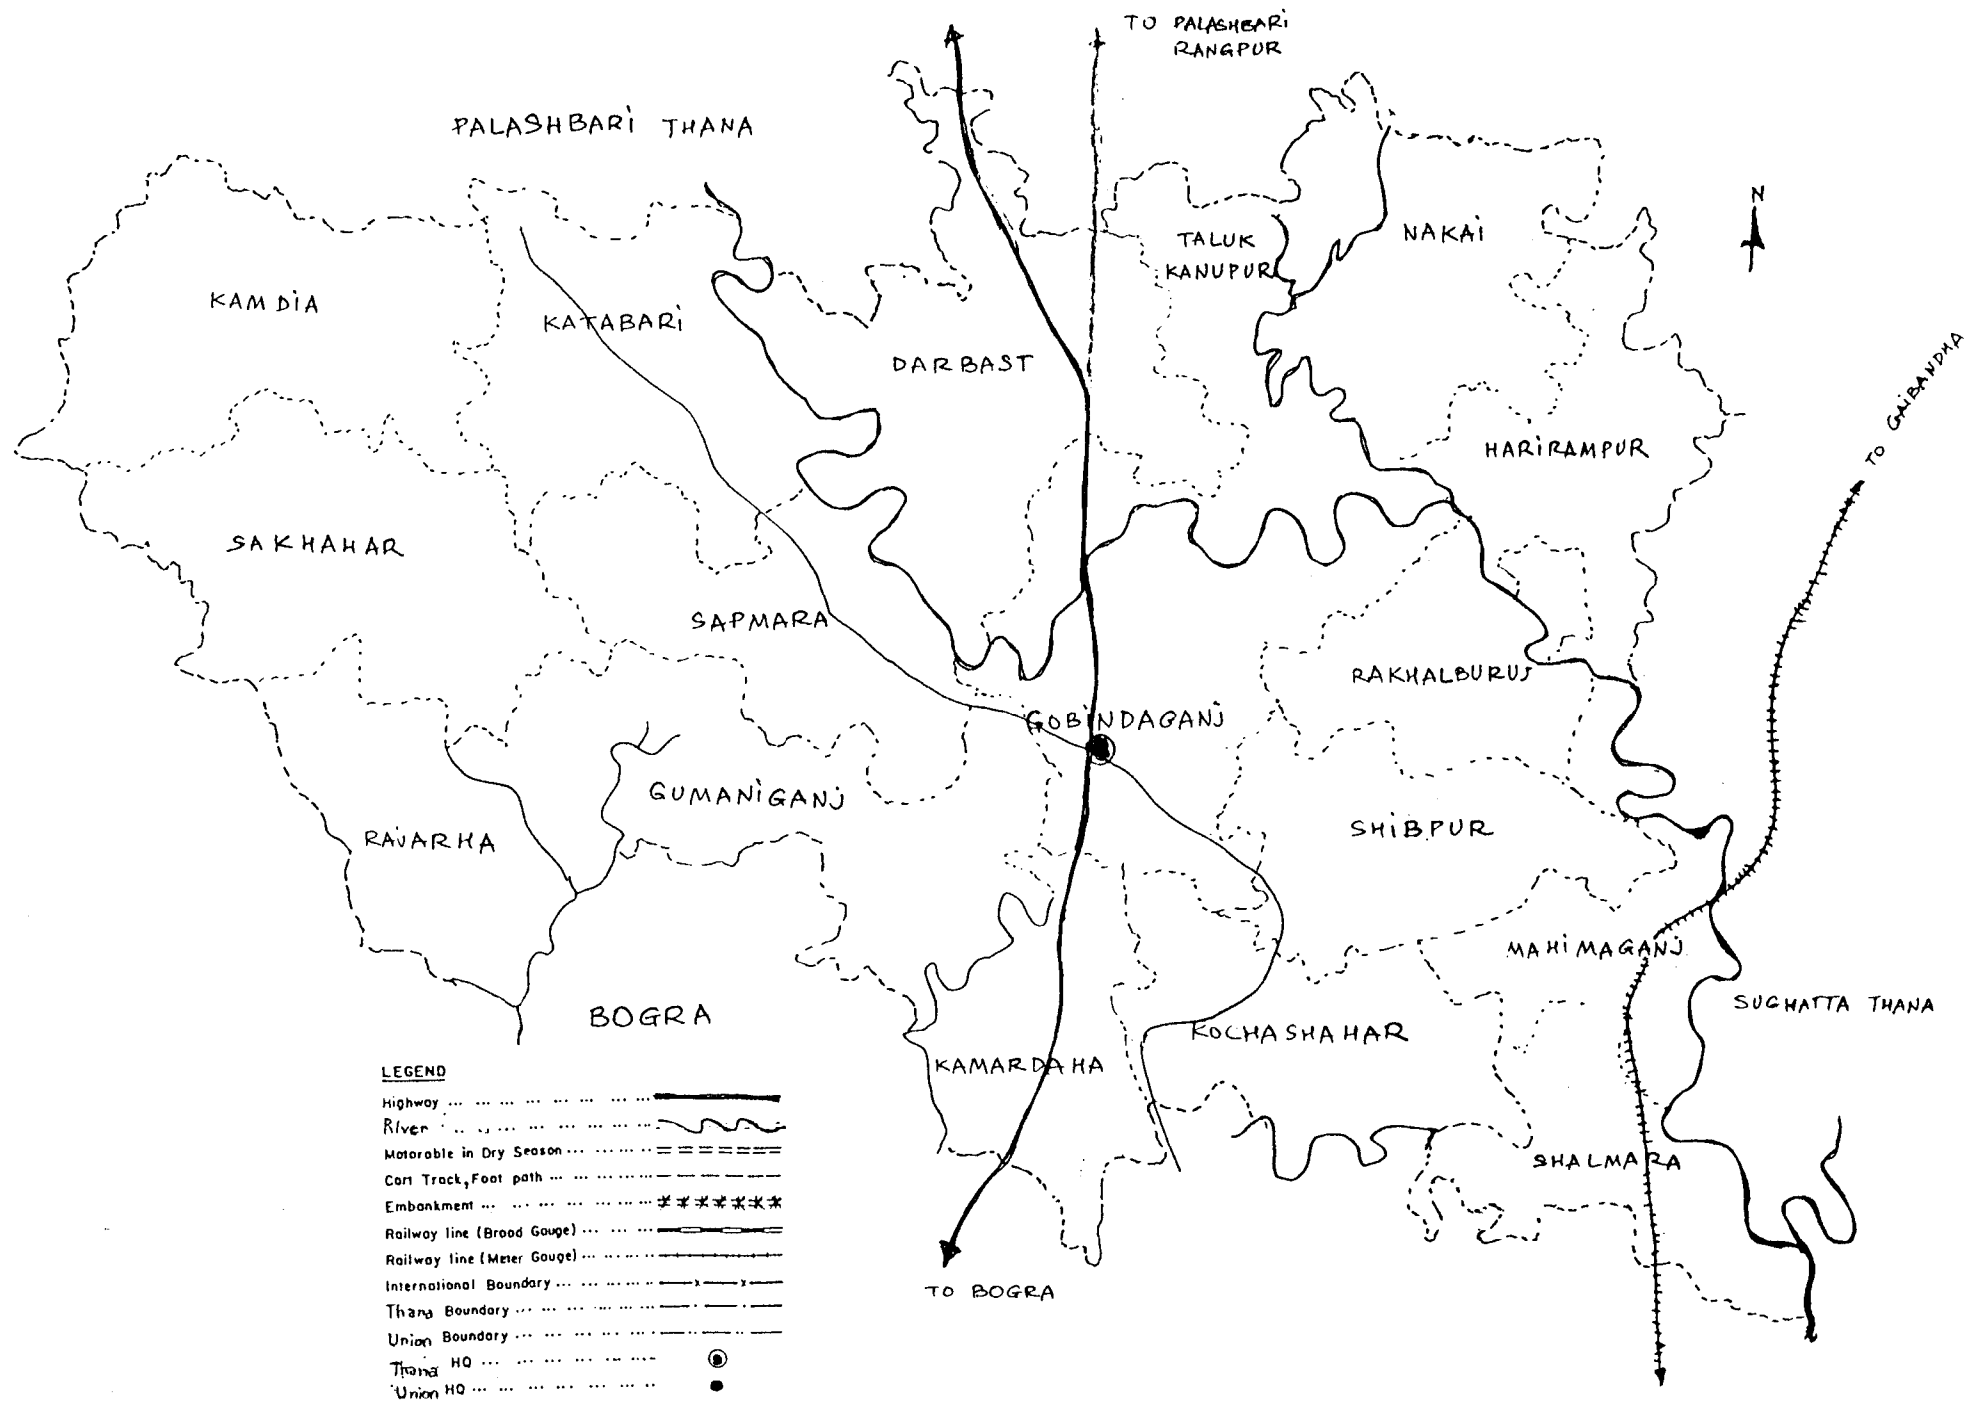 TO PALASHBARI
RANGPUR
PALASHBARI THANA
N
TALUK
KANUPUR
NAKAI
KAMDIA
KATABARI
DARBAST
HARIRAMPUR
TO GAIBANDHA
SAKHAHAR
SAPMARA
RAKHALBURUJ
GOBINDAGANJ
GUMANIGANJ
RAJARHA
SHIBPUR
MAHIMAGANJ
SUGHATTA THANA
BOGRA
KOCHASHAHAR
KAMARDAHA
SHALMARA
TO BOGRA
LEGEND
Highway
River
Motorable in Dry Season
Cart Track, Foot path
Embankment
Railway line (Broad Gauge)
Railway line (Meter Gauge)
International Boundary
Thana Boundary
Union Boundary
Thana HQ
Union HQ